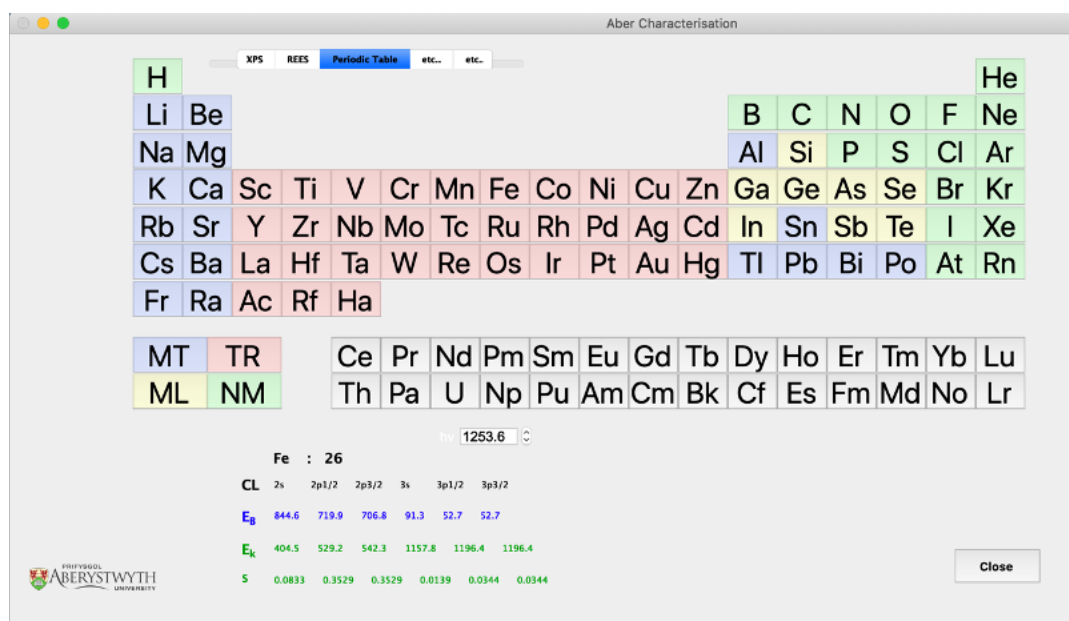 Aber Characterisation
XPS REES Periodic Table etc.. etc..
H He
Li Be B C N O F Ne
Na Mg Al Si P S Cl Ar
K Ca Sc Ti V Cr Mn Fe Co Ni Cu Zn Ga Ge As Se Br Kr
Rb Sr Y Zr Nb Mo Tc Ru Rh Pd Ag Cd In Sn Sb Te I Xe
Cs Ba La Hf Ta W Re Os Ir Pt Au Hg Tl Pb Bi Po At Rn
Fr Ra Ac Rf Ha
MT TR Ce Pr Nd Pm Sm Eu Gd Tb Dy Ho Er Tm Yb Lu
ML NM Th Pa U Np Pu Am Cm Bk Cf Es Fm Md No Lr
hν 1253.6
Fe : 26
CL 2s 2p1/2 2p3/2 3s 3p1/2 3p3/2
EB 844.6 719.9 706.8 91.3 52.7 52.7
Ek 404.5 529.2 542.3 1157.8 1196.4 1196.4
S 0.0833 0.3529 0.3529 0.0139 0.0344 0.0344
PRIFYSGOL
ABERYSTWYTH
UNIVERSITY
Close